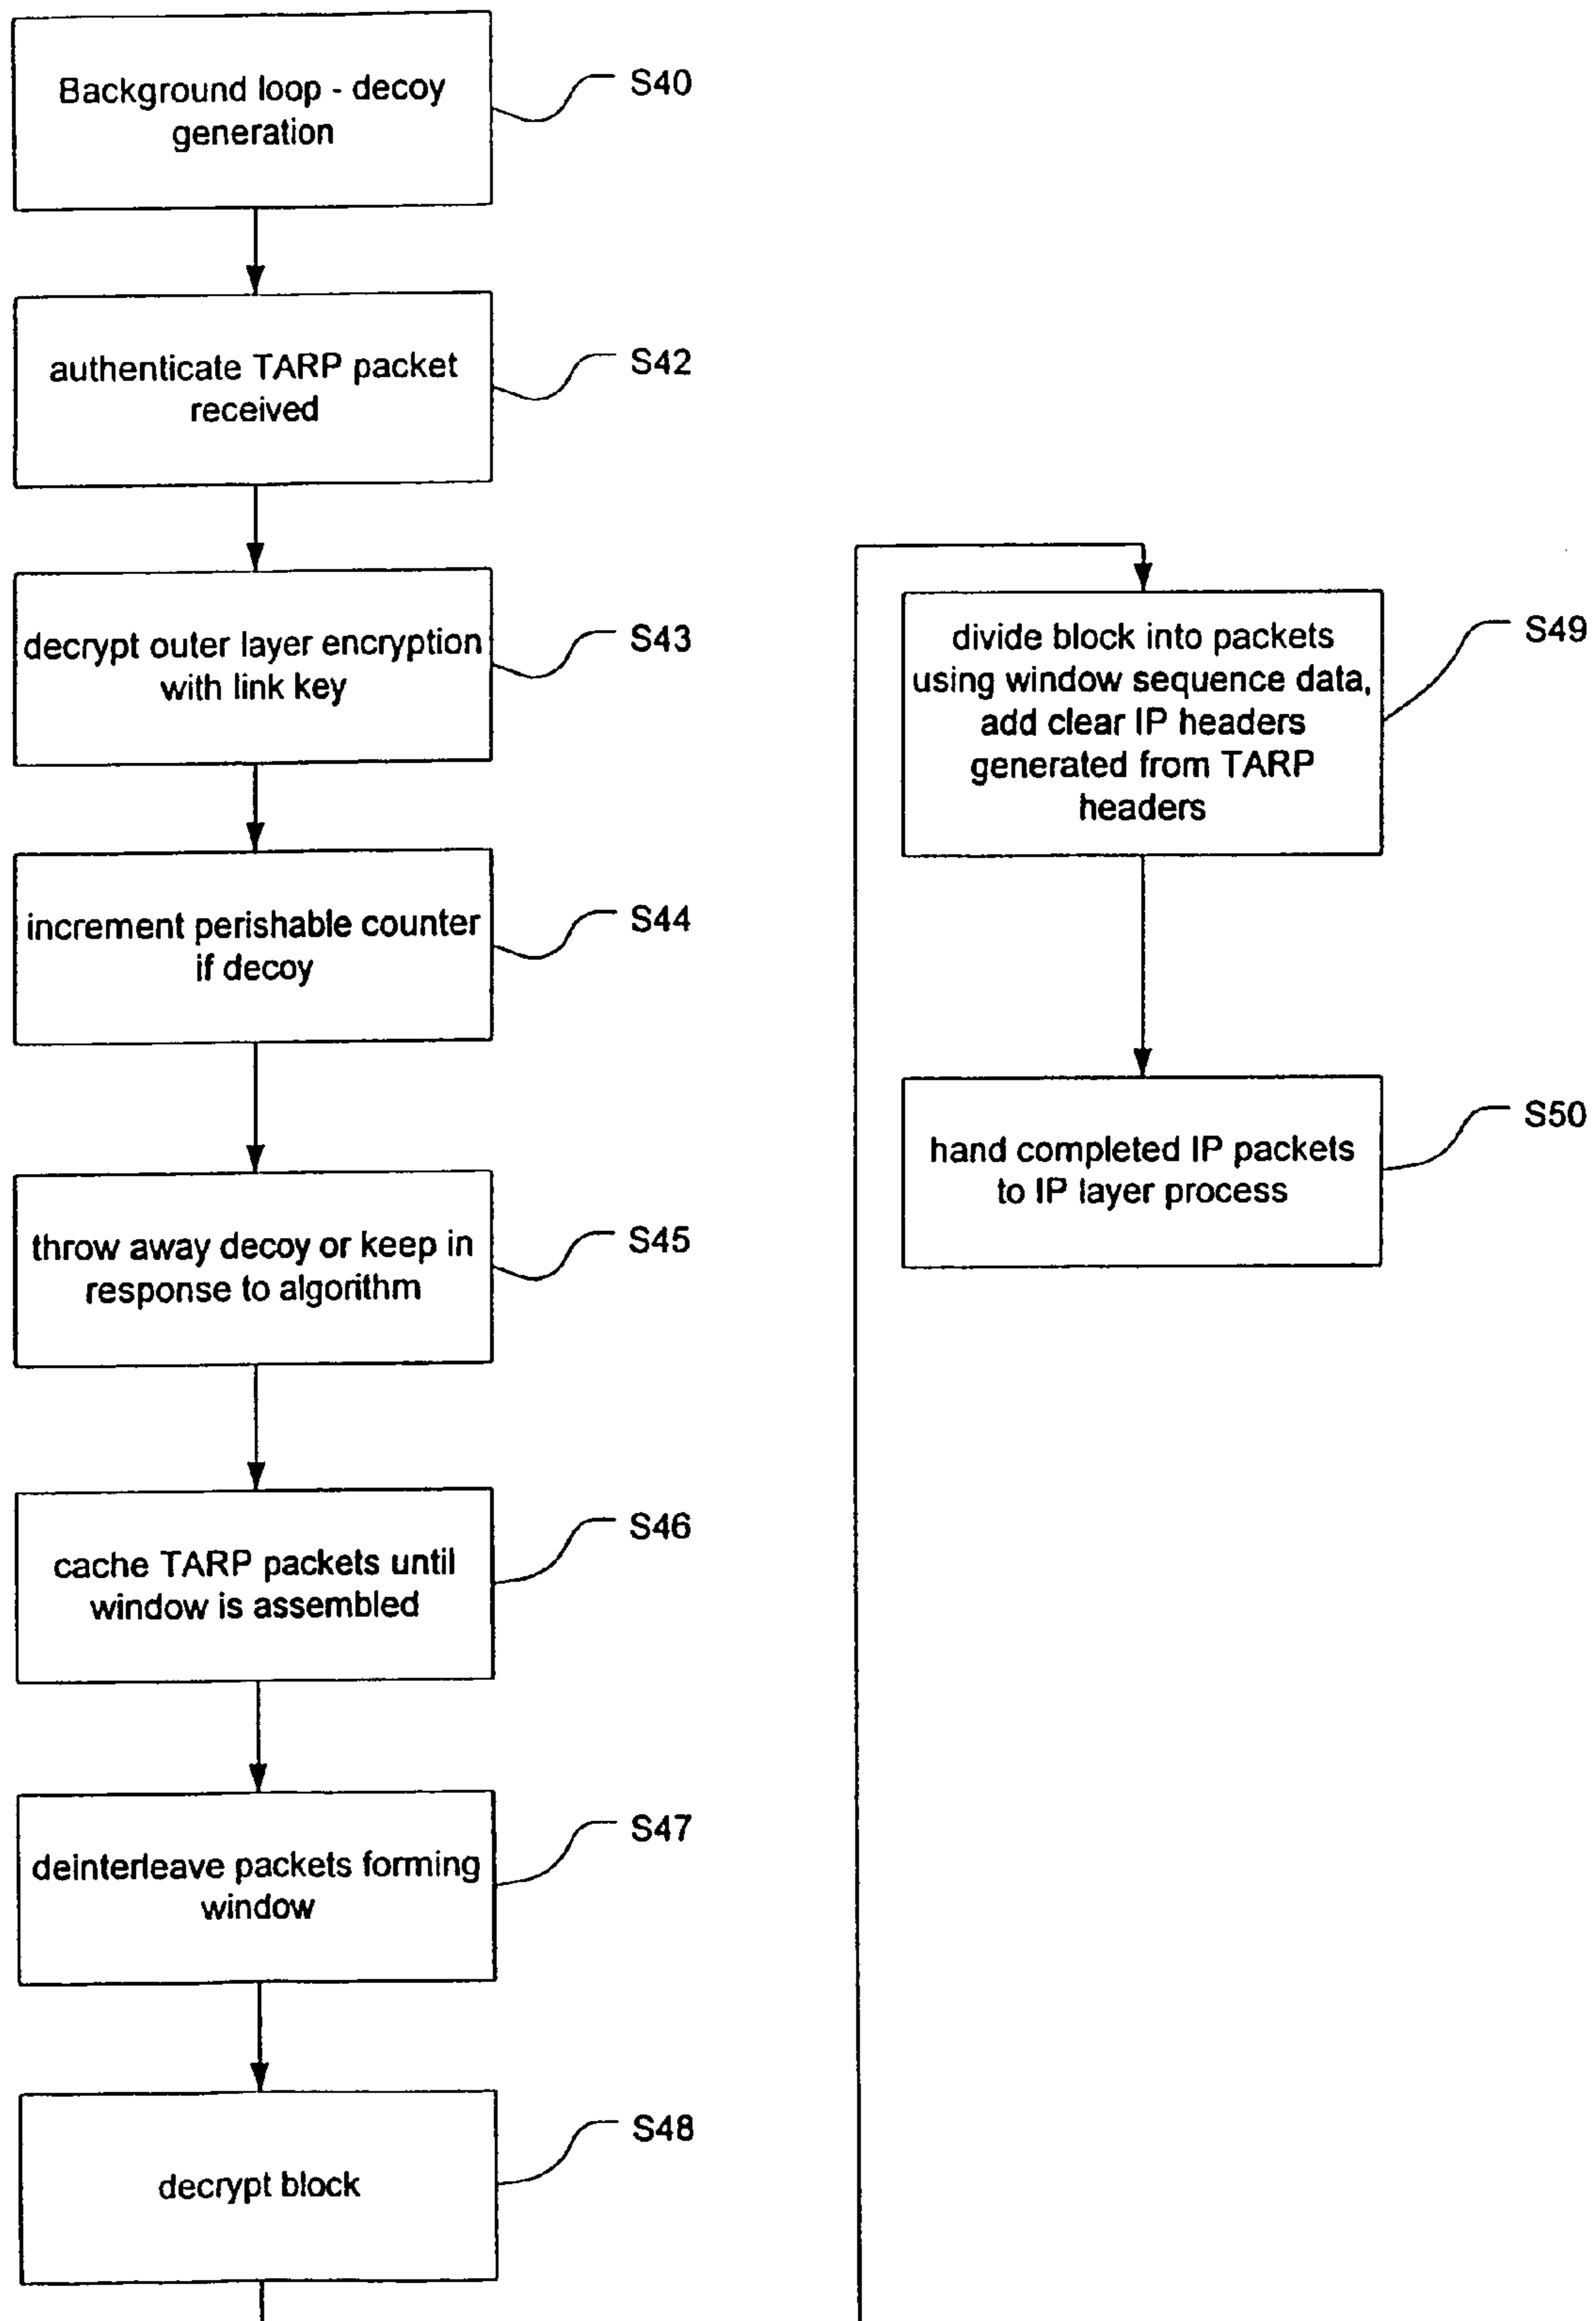 Background loop - decoy
generation
S40
authenticate TARP packet
received
S42
decrypt outer layer encryption
with link key
S43
increment perishable counter
if decoy
S44
throw away decoy or keep in
response to algorithm
S45
cache TARP packets until
window is assembled
S46
deinterleave packets forming
window
S47
decrypt block
S48
divide block into packets
using window sequence data,
add clear IP headers
generated from TARP
headers
S49
hand completed IP packets
to IP layer process
S50